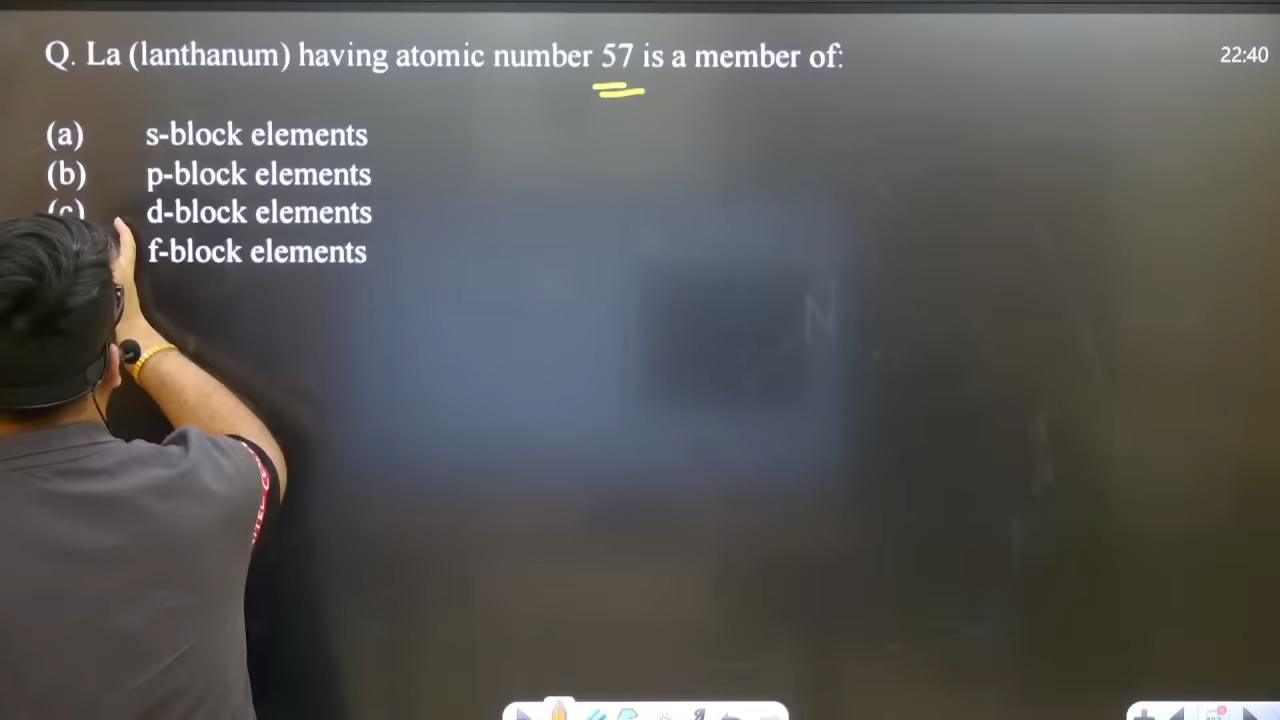 Q. La (lanthanum) having atomic number 57 is a member of:
22:40
(a) s-block elements
(b) p-block elements
(c) d-block elements
f-block elements
N